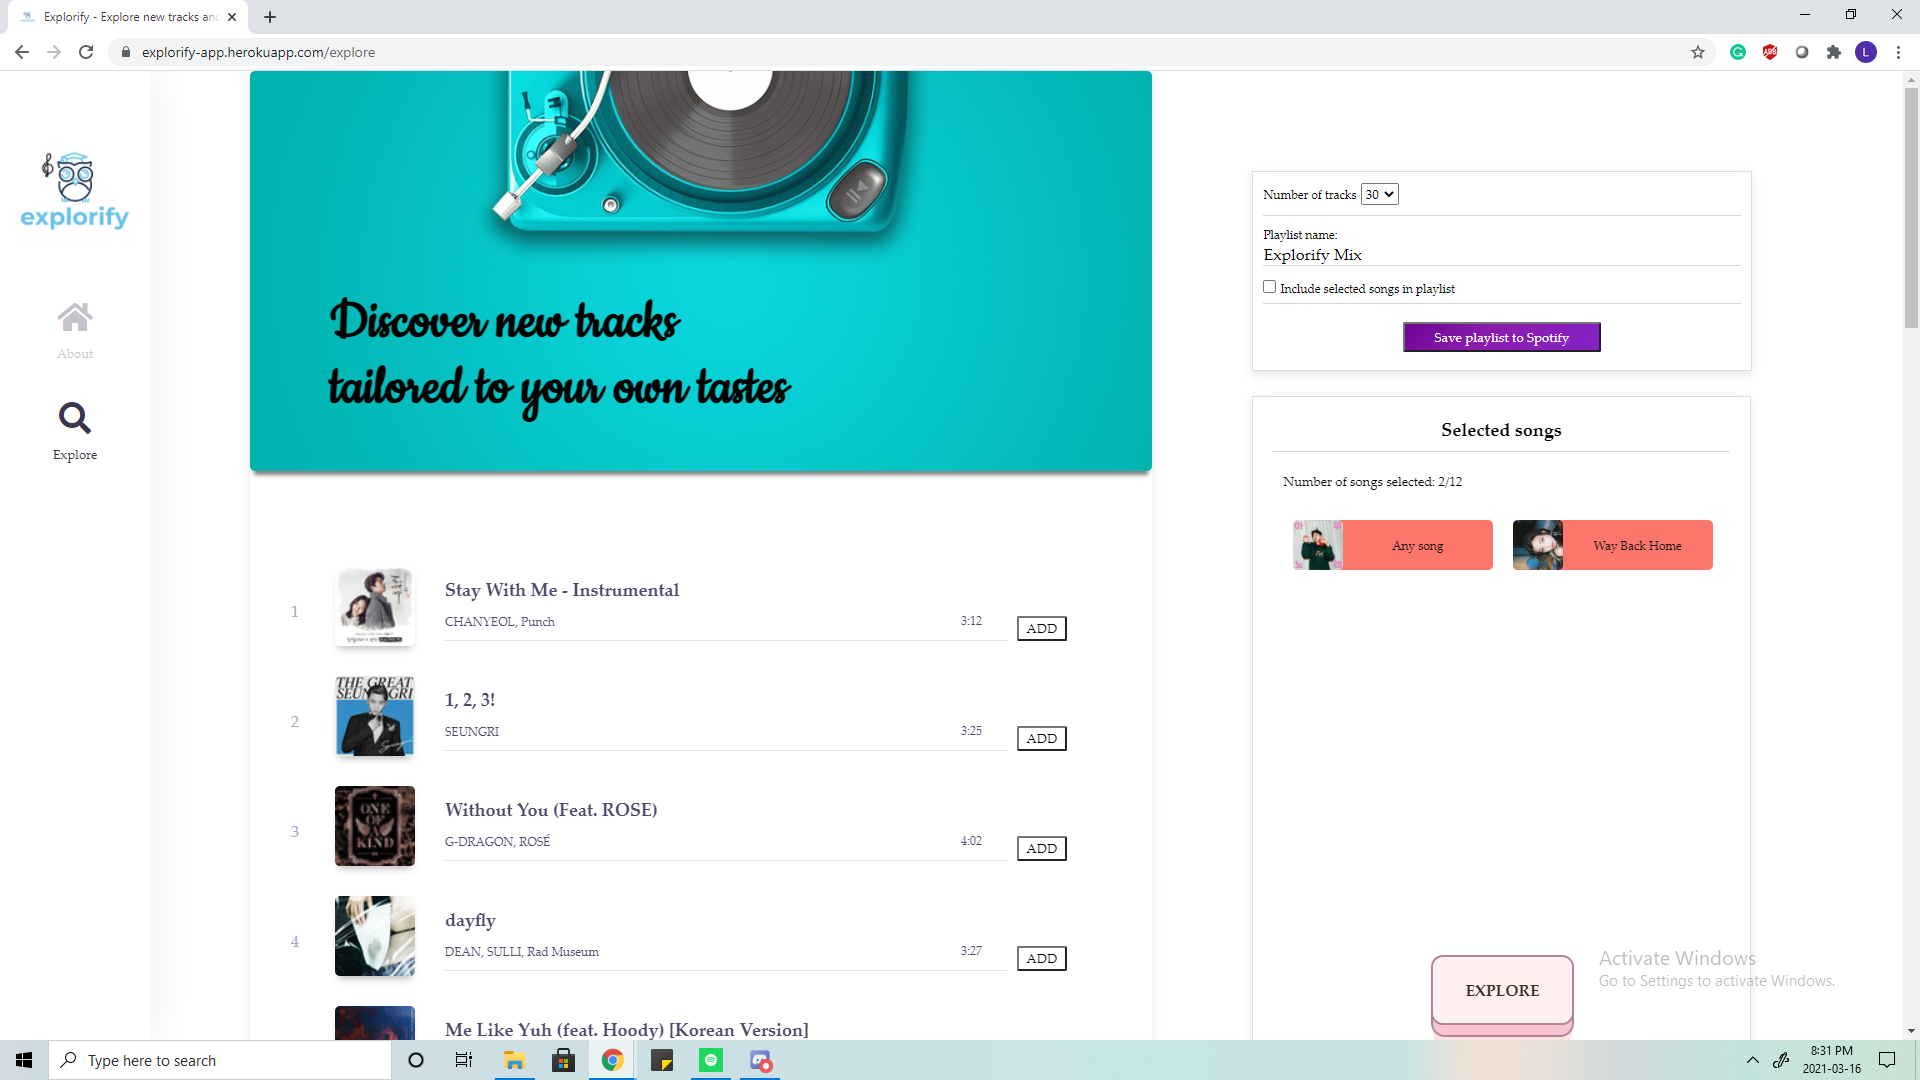 Explorify - Explore new tracks an
explorify-app.herokuapp.com/explore
L
explorify
About
Explore
Discover new tracks
tailored to your own tastes
1
Stay With Me - Instrumental
CHANYEOL, Punch
3:12
ADD
2
THE GREAT
SEUNGRI
1, 2, 3!
SEUNGRI
3:25
ADD
3
ONE
OF A
KIND
Without You (Feat. ROSE)
G-DRAGON, ROSÉ
4:02
ADD
4
dayfly
DEAN, SULLI, Rad Museum
3:27
ADD
Me Like Yuh (feat. Hoody) [Korean Version]
Number of tracks 30
Playlist name:
Explorify Mix
Include selected songs in playlist
Save playlist to Spotify
Selected songs
Number of songs selected: 2/12
Any song
Way Back Home
EXPLORE
Activate Windows
Go to Settings to activate Windows.
Type here to search
8:31 PM
2021-03-16